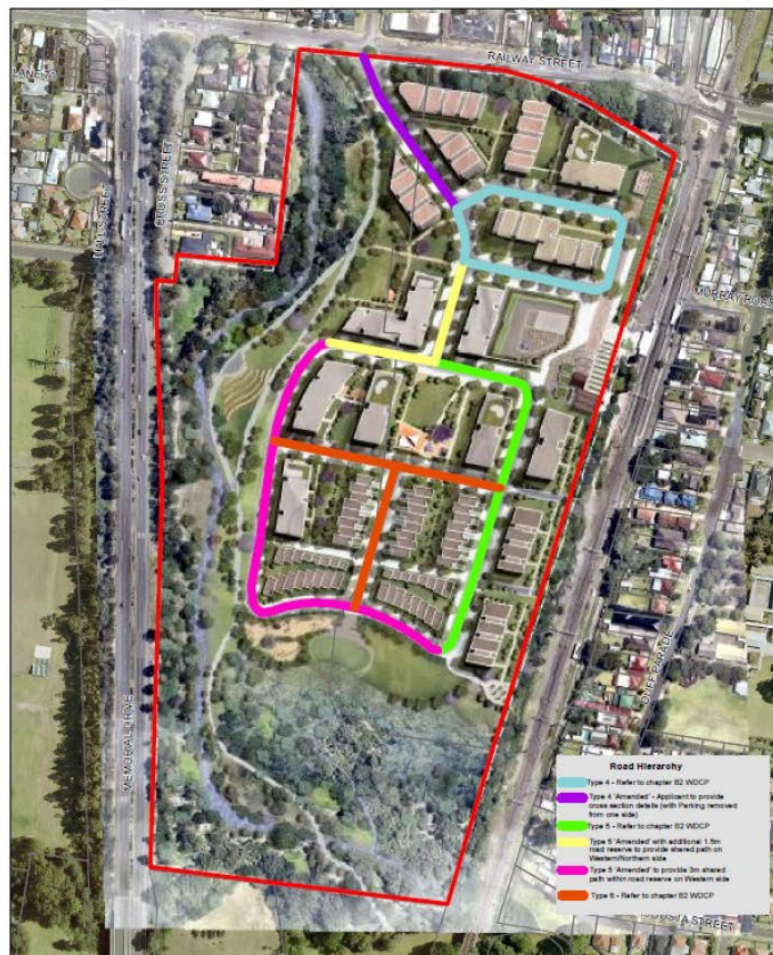 RAILWAY STREET
CROSS STREET
MURRAY ROAD
MEMORIAL DRIVE
Road Hierarchy
Type 4 - Refer to chapter B2 WDCP
Type 4 'Amended' - Applicant to provide
cross section details (with Parking removed
from one side)
Type 5 - Refer to chapter B2 WDCP
Type 5 'Amended' with additional 1.5m
road reserve to provide shared path on
Western/Northern side
Type 5 'Amended' to provide 3m shared
path within road reserve on Western side
Type 6 - Refer to chapter B2 WDCP
STREET